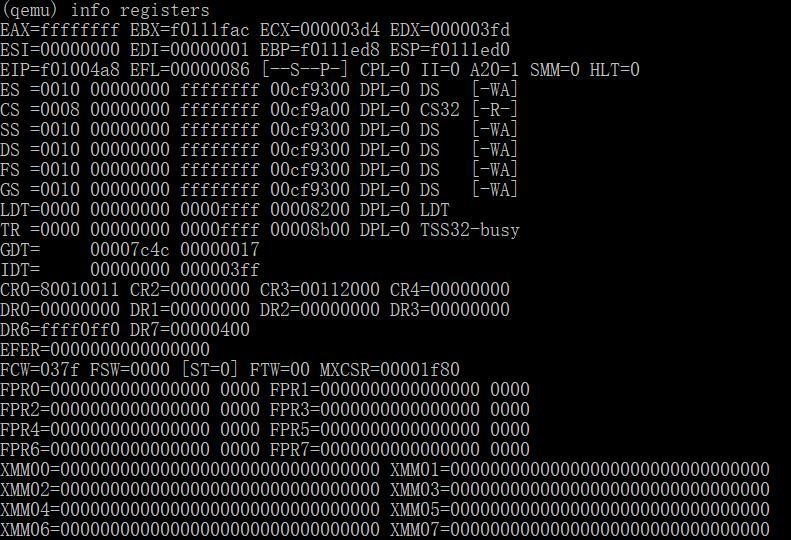 (qemu) info registers
EAX=ffffffff EBX=f0111fac ECX=000003d4 EDX=000003fd
ESI=00000000 EDI=00000001 EBP=f0111ed8 ESP=f0111ed0
EIP=f01004a8 EFL=00000086 [--S--P-] CPL=0 II=0 A20=1 SMM=0 HLT=0
ES =0010 00000000 ffffffff 00cf9300 DPL=0 DS   [-WA]
CS =0008 00000000 ffffffff 00cf9a00 DPL=0 CS32 [-R-]
SS =0010 00000000 ffffffff 00cf9300 DPL=0 DS   [-WA]
DS =0010 00000000 ffffffff 00cf9300 DPL=0 DS   [-WA]
FS =0010 00000000 ffffffff 00cf9300 DPL=0 DS   [-WA]
GS =0010 00000000 ffffffff 00cf9300 DPL=0 DS   [-WA]
LDT=0000 00000000 0000ffff 00008200 DPL=0 LDT
TR =0000 00000000 0000ffff 00008b00 DPL=0 TSS32-busy
GDT=     00007c4c 00000017
IDT=     00000000 000003ff
CR0=80010011 CR2=00000000 CR3=00112000 CR4=00000000
DR0=00000000 DR1=00000000 DR2=00000000 DR3=00000000
DR6=ffff0ff0 DR7=00000400
EFER=0000000000000000
FCW=037f FSW=0000 [ST=0] FTW=00 MXCSR=00001f80
FPR0=0000000000000000 0000 FPR1=0000000000000000 0000
FPR2=0000000000000000 0000 FPR3=0000000000000000 0000
FPR4=0000000000000000 0000 FPR5=0000000000000000 0000
FPR6=0000000000000000 0000 FPR7=0000000000000000 0000
XMM00=00000000000000000000000000000000 XMM01=00000000000000000000000000000000
XMM02=00000000000000000000000000000000 XMM03=00000000000000000000000000000000
XMM04=00000000000000000000000000000000 XMM05=00000000000000000000000000000000
XMM06=00000000000000000000000000000000 XMM07=00000000000000000000000000000000